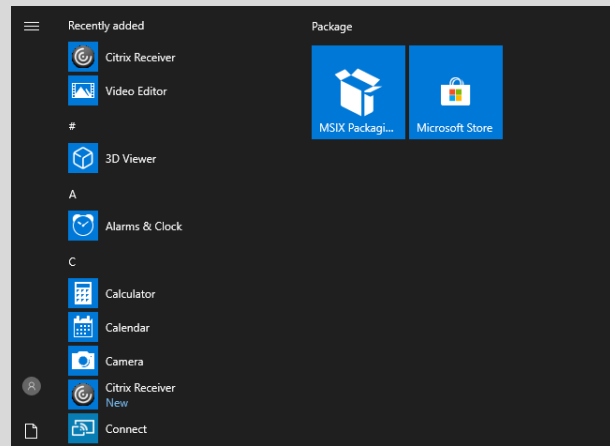 Recently added
Citrix Receiver
Video Editor
#
3D Viewer
A
Alarms & Clock
C
Calculator
Calendar
Camera
Citrix Receiver
New
Connect
Package
MSIX Packagi...
Microsoft Store